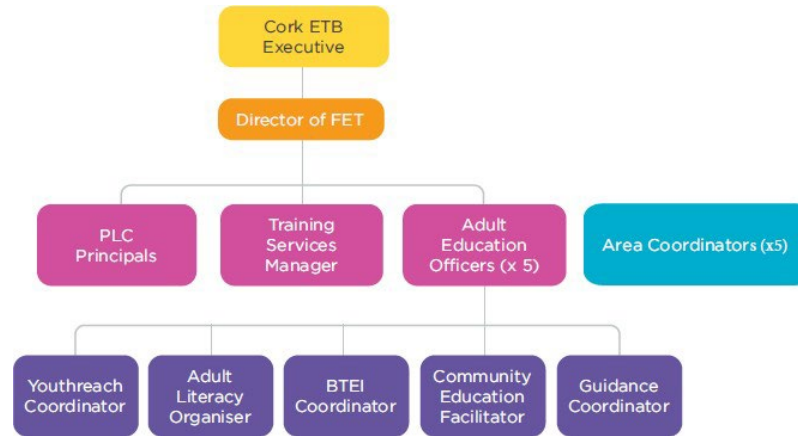 Cork ETB
Executive
Director of FET
PLC
Principals
Training
Services
Manager
Adult
Education
Officers (x 5)
Area Coordinators (x5)
Youthreach
Coordinator
Adult
Literacy
Organiser
BTEI
Coordinator
Community
Education
Facilitator
Guidance
Coordinator